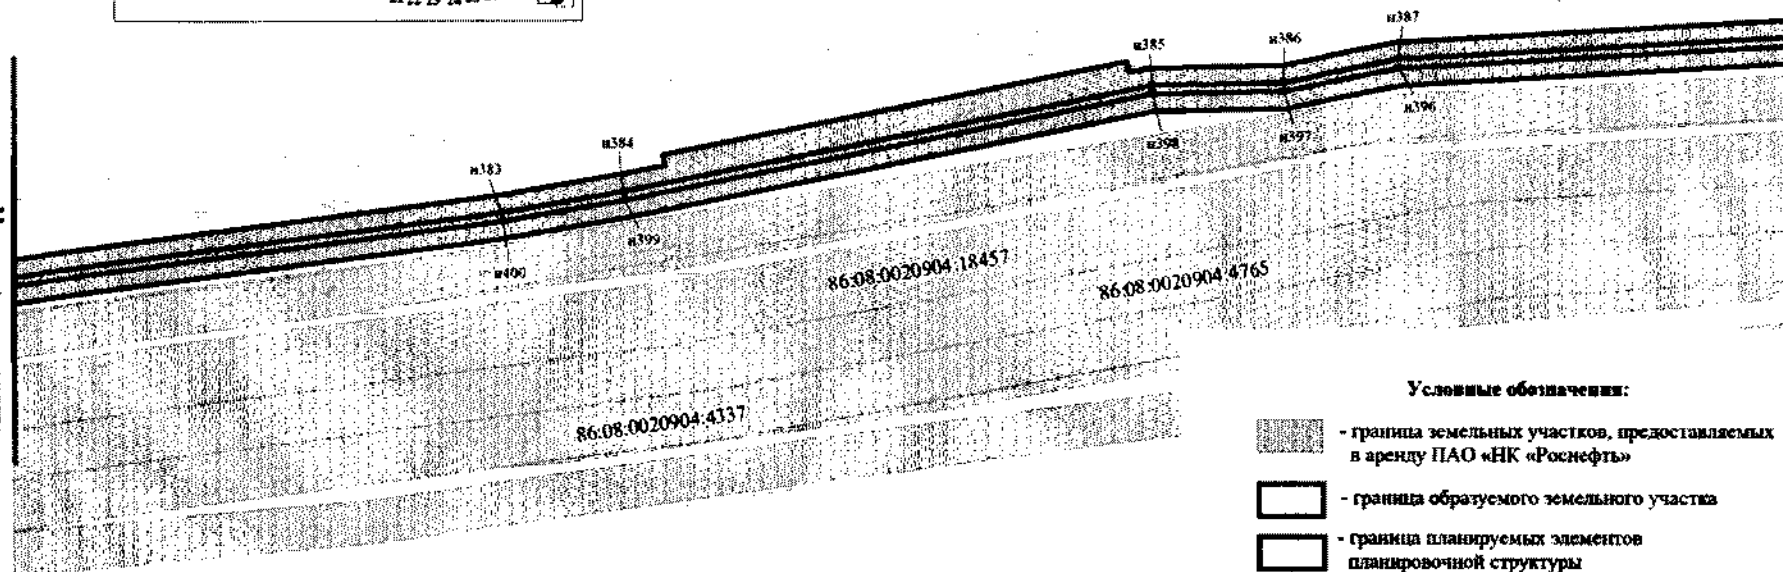 н387
н385
н386
н396
н384
н398
н397
н383
н399
н400
86:08:0020904:18457
86:08:0020904:4765
86:08:0020904:4337
Условные обозначения:
- граница земельных участков, предоставляемых
в аренду ПАО «НК «Роснефть»
- граница образуемого земельного участка
- граница планируемых элементов
планировочной структуры